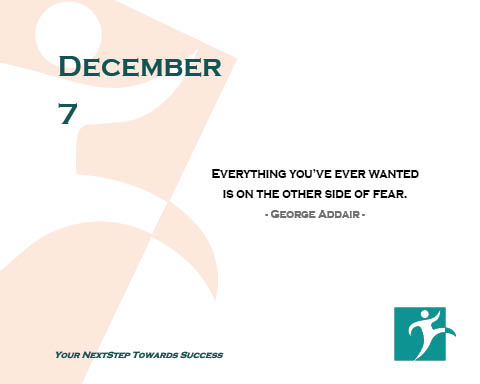 December
7
Everything you've ever wanted
is on the other side of fear.
- George Addair -
Your NextStep Towards Success